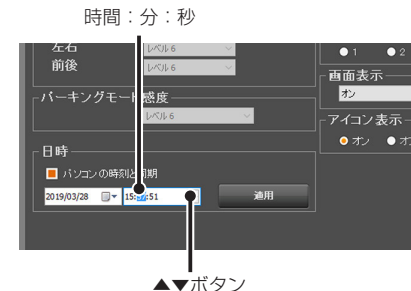 時間：分：秒
左右
レベル 6
前後
レベル 6
パーキングモード感度
レベル 6
日時
パソコンの時刻と同期
2019/03/28
:51
適用
1
2
画面表示
オン
アイコン表示
オン
▲▼ボタン